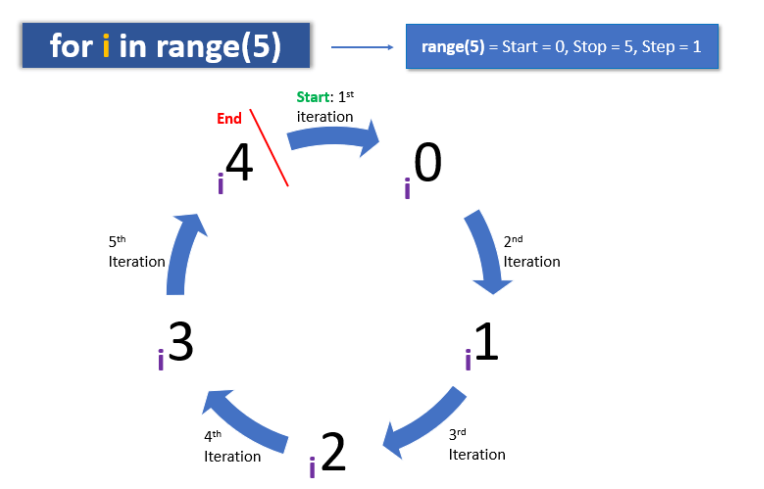 for i in range(5)
range(5) = Start = 0, Stop = 5, Step = 1
Start: 1st
iteration
End
i4
i0
2nd
Iteration
5th
Iteration
i3
i1
3rd
Iteration
4th
Iteration
i2